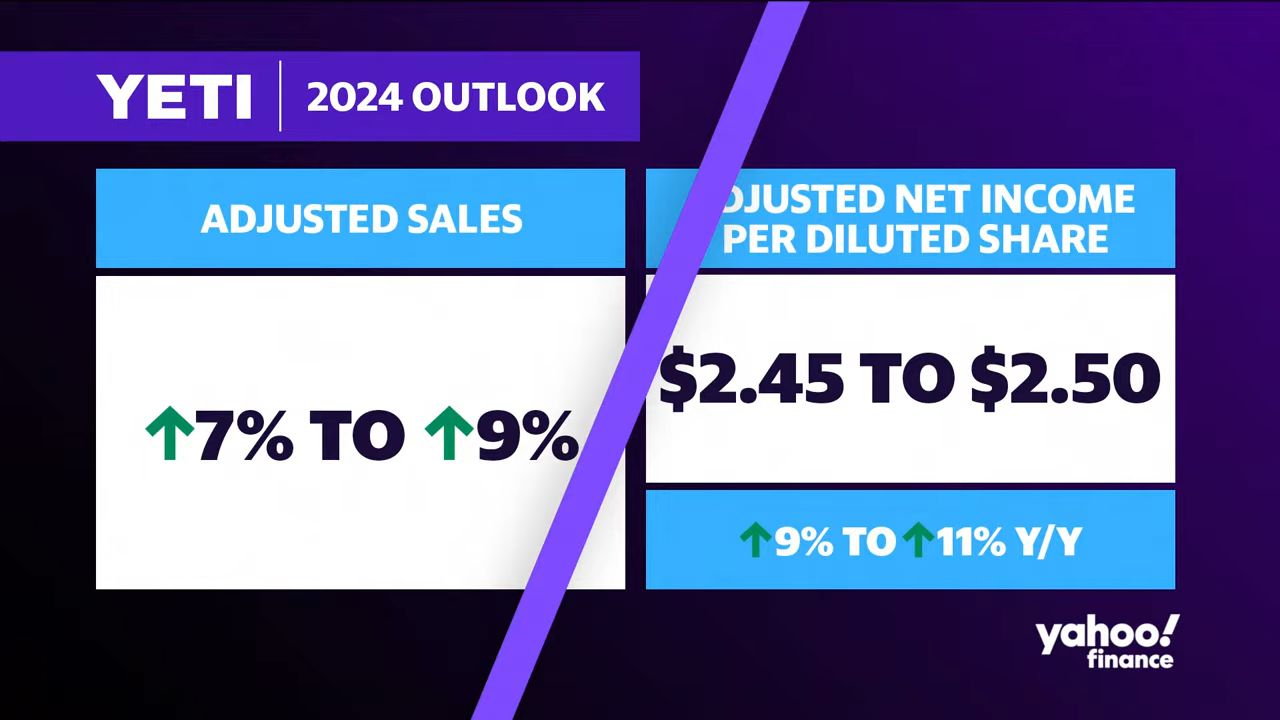 YETI
2024 OUTLOOK
ADJUSTED SALES
↑7% TO ↑9%
DJUSTED NET INCOME
PER DILUTED SHARE
$2.45 TO $2.50
↑9% TO ↑11% Y/Y
yahoo!
finance